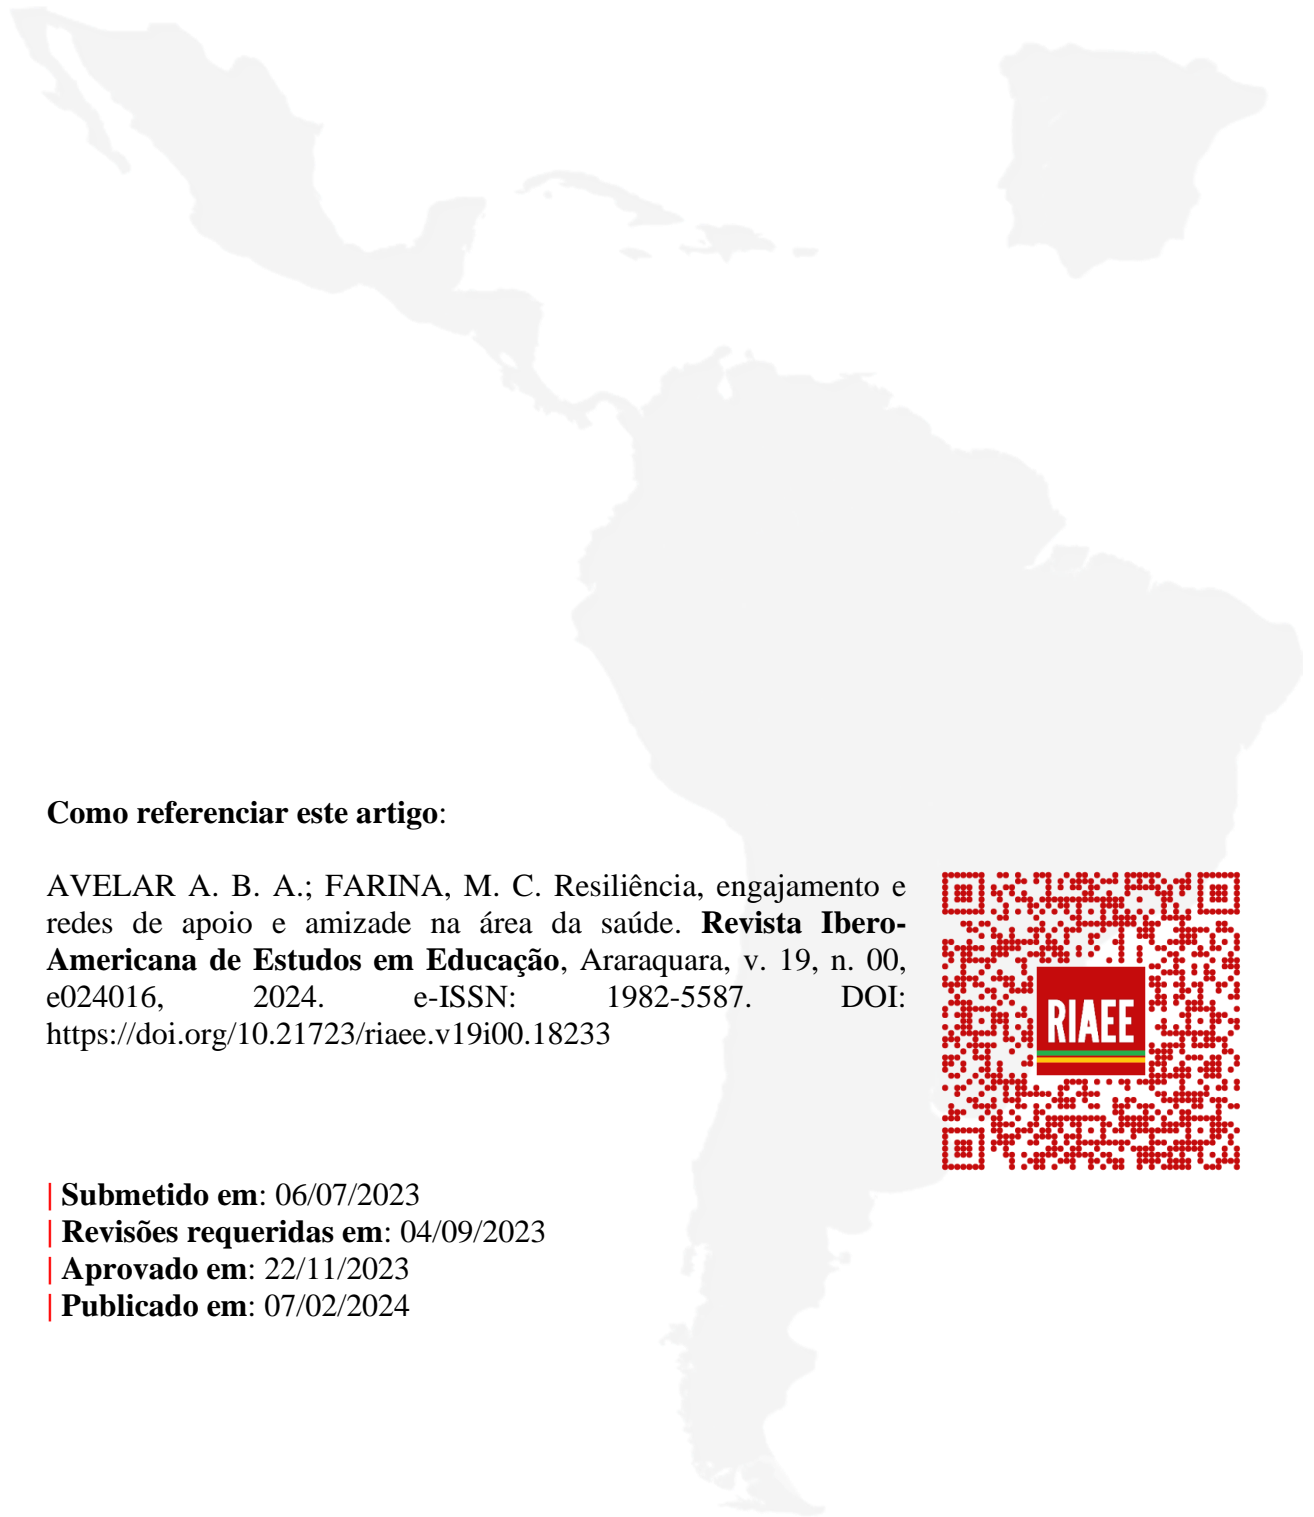 Como referenciar este artigo:
AVELAR A. B. A.; FARINA, M. C. Resiliência, engajamento e
redes de apoio e amizade na área da saúde. Revista Ibero-
Americana de Estudos em Educação, Araraquara, v. 19, n. 00,
e024016, 2024. e-ISSN: 1982-5587. DOI:
https://doi.org/10.21723/riaee.v19i00.18233
RIAEE
| Submetido em: 06/07/2023
| Revisões requeridas em: 04/09/2023
| Aprovado em: 22/11/2023
| Publicado em: 07/02/2024